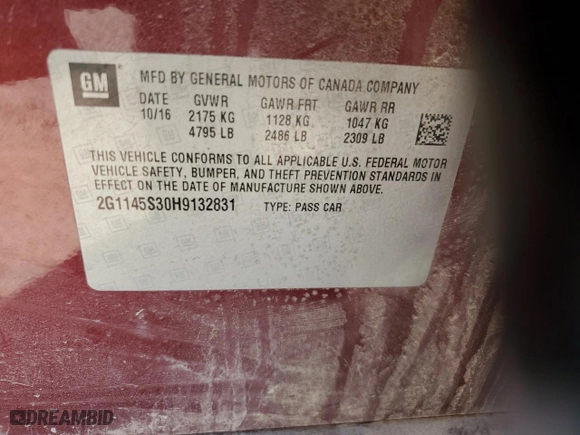 GM
MFD BY GENERAL MOTORS OF CANADA COMPANY
DATE GVWR GAWR FRT GAWR RR
10/16 2175 KG 1128 KG 1047 KG
4795 LB 2486 LB 2309 LB
THIS VEHICLE CONFORMS TO ALL APPLICABLE U.S. FEDERAL MOTOR
VEHICLE SAFETY, BUMPER, AND THEFT PREVENTION STANDARDS IN
EFFECT ON THE DATE OF MANUFACTURE SHOWN ABOVE.
2G1145S30H9132831 TYPE: PASS CAR
DREAMBID